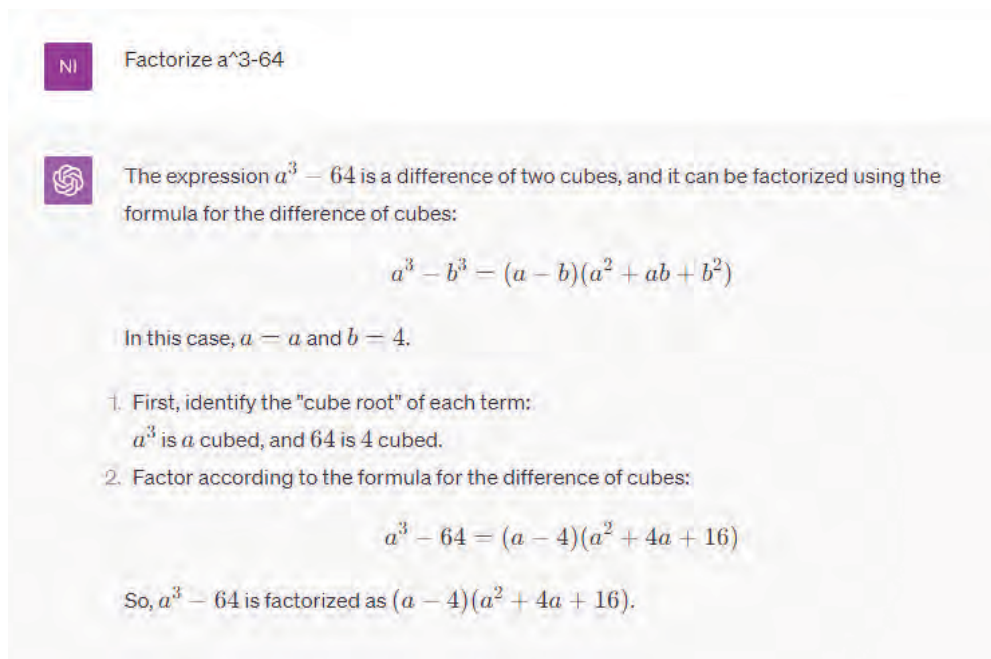 NI
Factorize a^3-64
The expression a³ − 64 is a difference of two cubes, and it can be factorized using the
formula for the difference of cubes:
a³ − b³ = (a − b)(a² + ab + b²)
In this case, a = a and b = 4.
1. First, identify the "cube root" of each term:
a³ is a cubed, and 64 is 4 cubed.
2. Factor according to the formula for the difference of cubes:
a³ − 64 = (a − 4)(a² + 4a + 16)
So, a³ − 64 is factorized as (a − 4)(a² + 4a + 16).